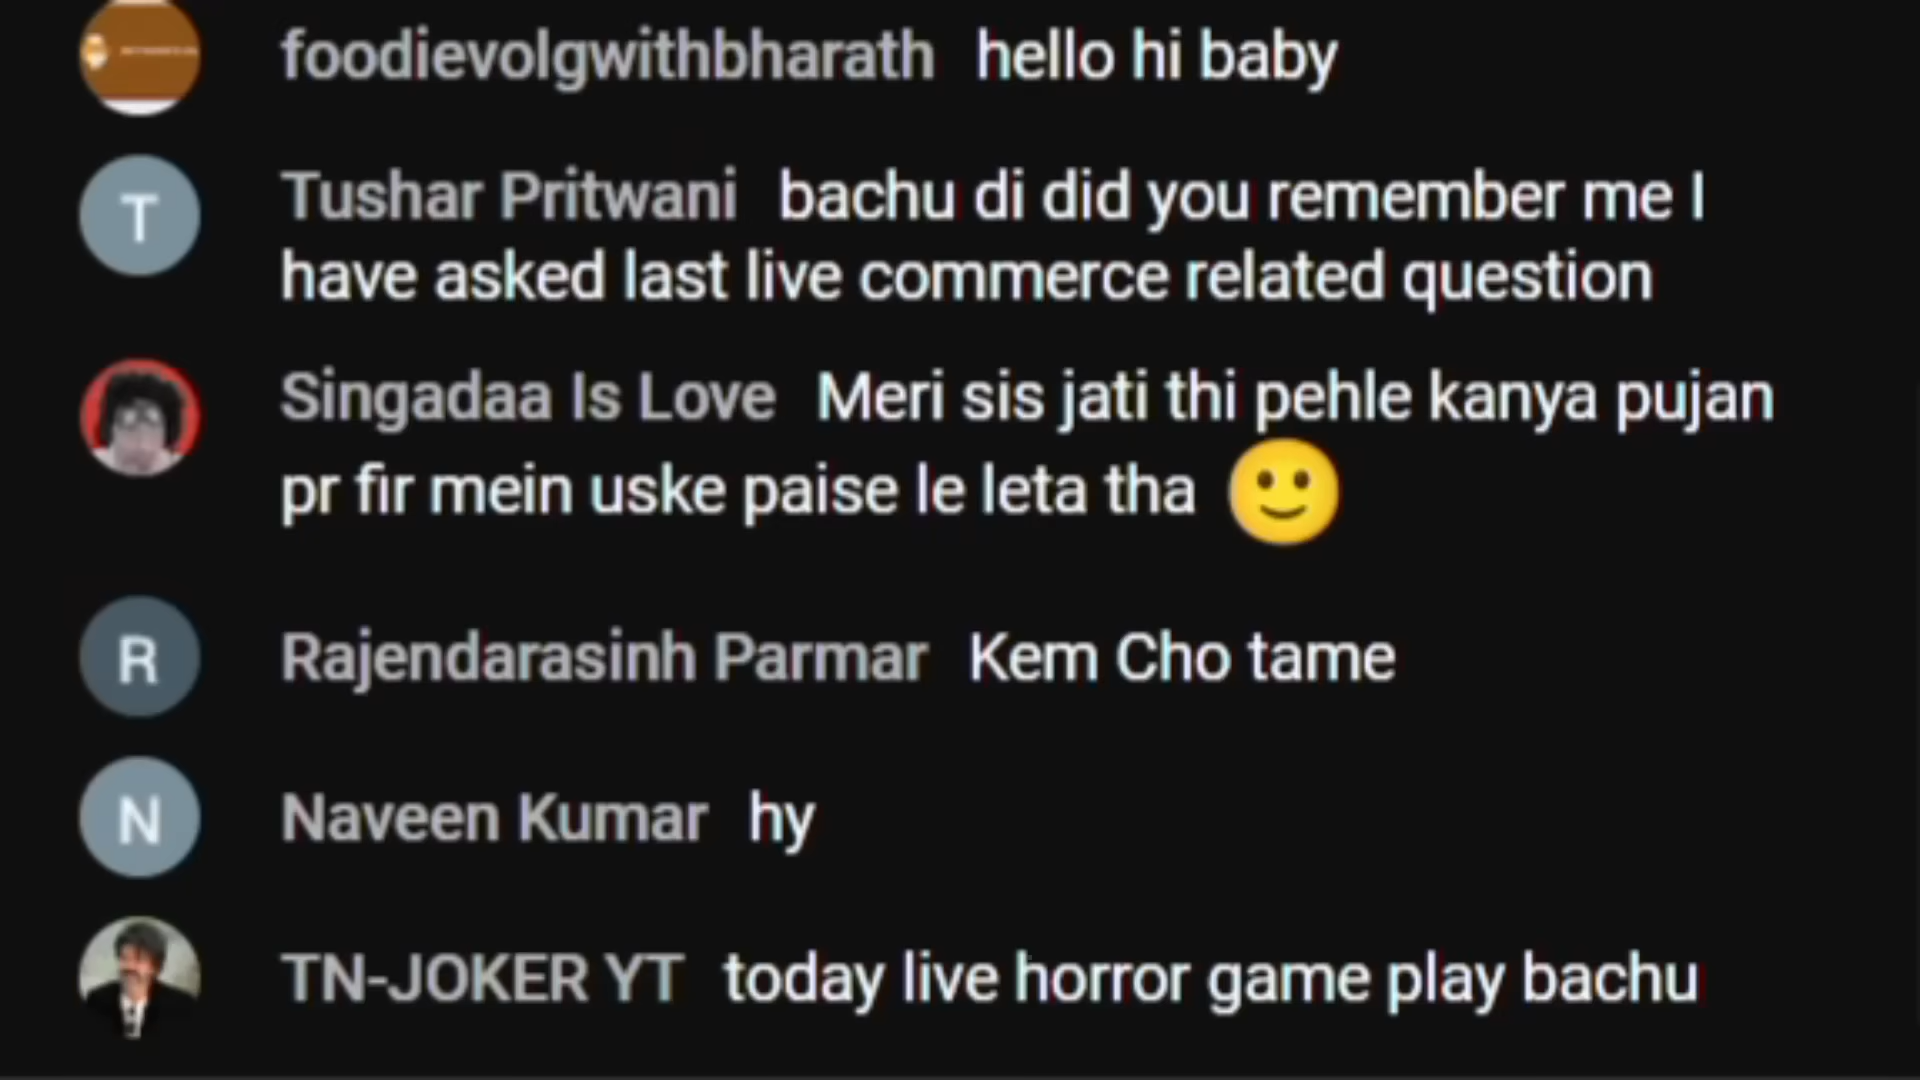 foodievolgwithbharath hello hi baby
T
Tushar Pritwani bachu di did you remember me I
have asked last live commerce related question
Singadaa Is Love Meri sis jati thi pehle kanya pujan
pr fir mein uske paise le leta tha 🙂
R
Rajendarasinh Parmar Kem Cho tame
N
Naveen Kumar hy
TN-JOKER YT today live horror game play bachu